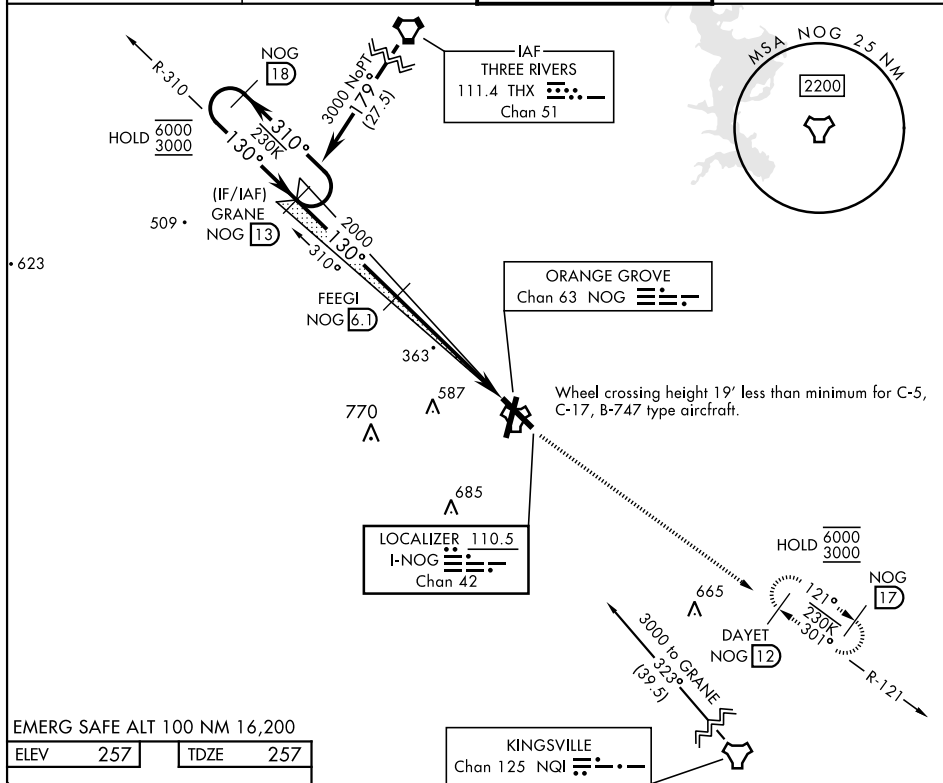 NOG
18
R-310
HOLD 6000
3000
310°
230K
130°
3000 NoPT
179°
(27.5)
IAF
THREE RIVERS
111.4 THX
Chan 51
MSA NOG 25 NM
2200
(IF/IAF)
GRANE
NOG 13
509
623
2000
130°
310°
FEEGI
NOG 6.1
363
ORANGE GROVE
Chan 63 NOG
587
770
Wheel crossing height 19' less than minimum for C-5,
C-17, B-747 type aircfraft.
685
LOCALIZER 110.5
I-NOG
Chan 42
HOLD 6000
3000
NOG
17
665
121°
230K
301°
DAYET
NOG 12
R-121
3000 to GRANE
323°
(39.5)
EMERG SAFE ALT 100 NM 16,200
ELEV 257
TDZE 257
KINGSVILLE
Chan 125 NQI